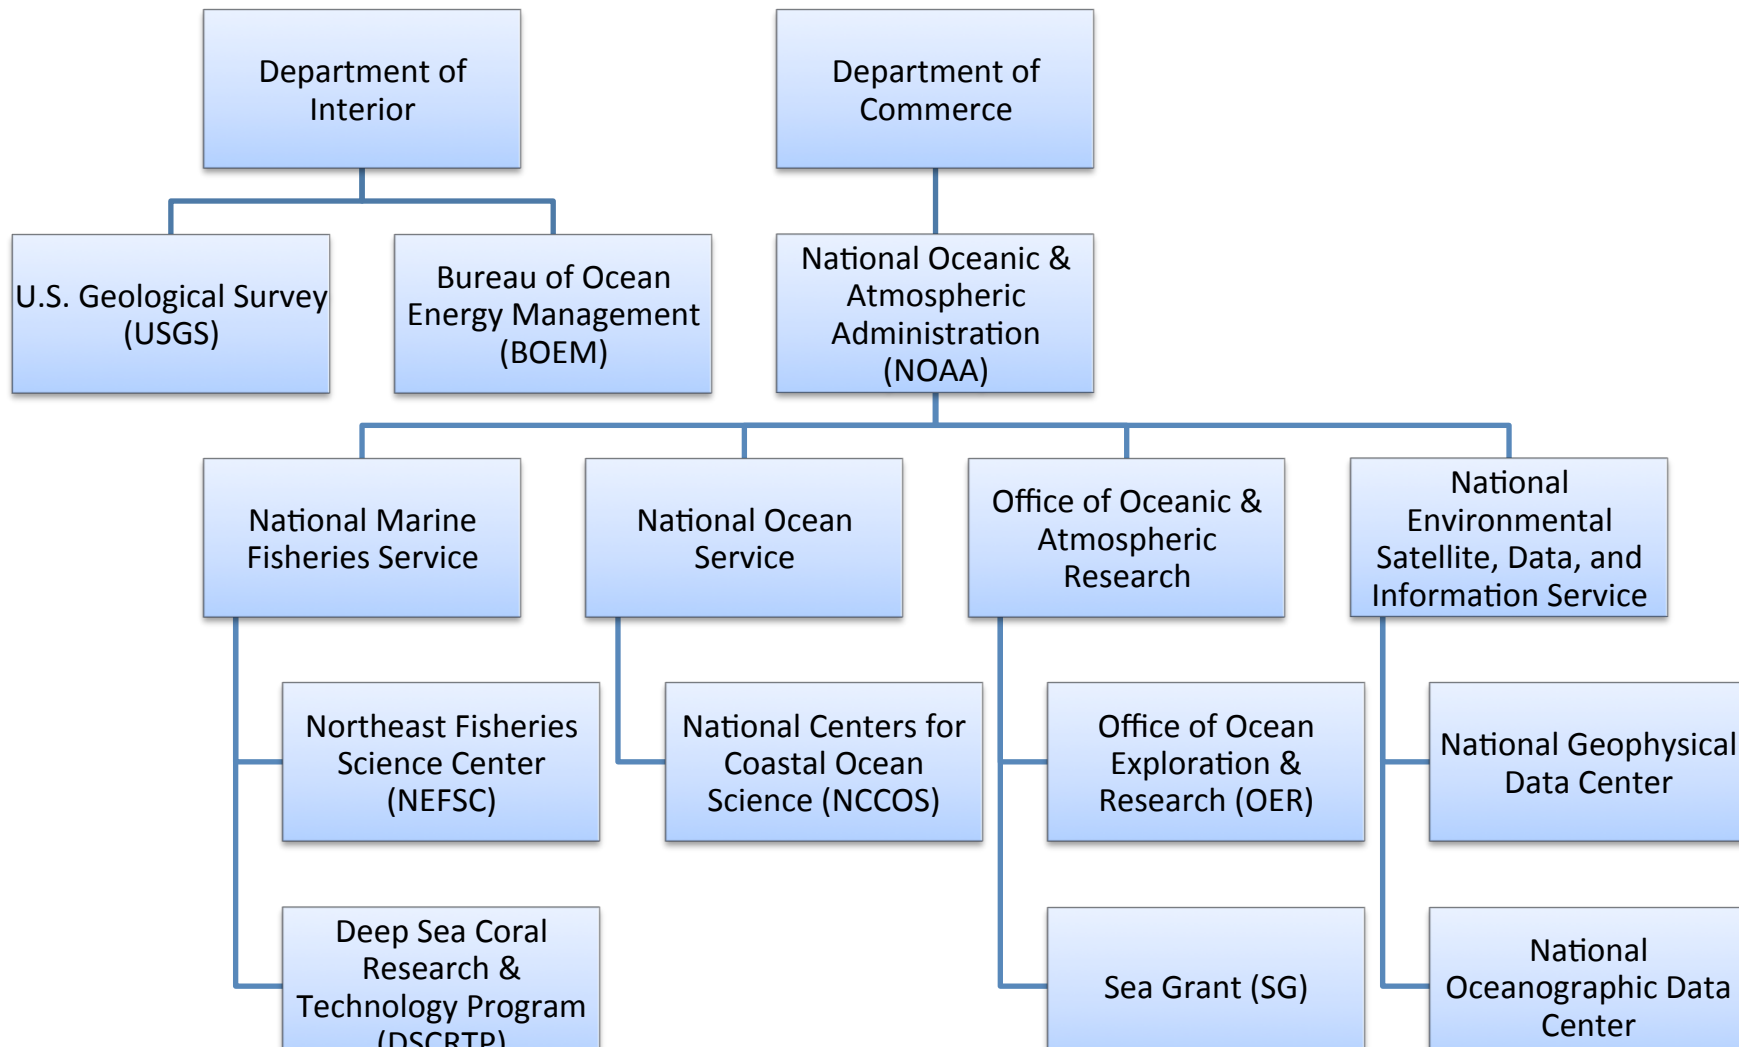 Department of
Interior
Department of
Commerce
U.S. Geological Survey
(USGS)
Bureau of Ocean
Energy Management
(BOEM)
National Oceanic &
Atmospheric
Administration
(NOAA)
National Marine
Fisheries Service
National Ocean
Service
Office of Oceanic &
Atmospheric
Research
National
Environmental
Satellite, Data, and
Information Service
Northeast Fisheries
Science Center
(NEFSC)
National Centers for
Coastal Ocean
Science (NCCOS)
Office of Ocean
Exploration &
Research (OER)
National Geophysical
Data Center
Deep Sea Coral
Research &
Technology Program
(DSCRTP)
Sea Grant (SG)
National
Oceanographic Data
Center